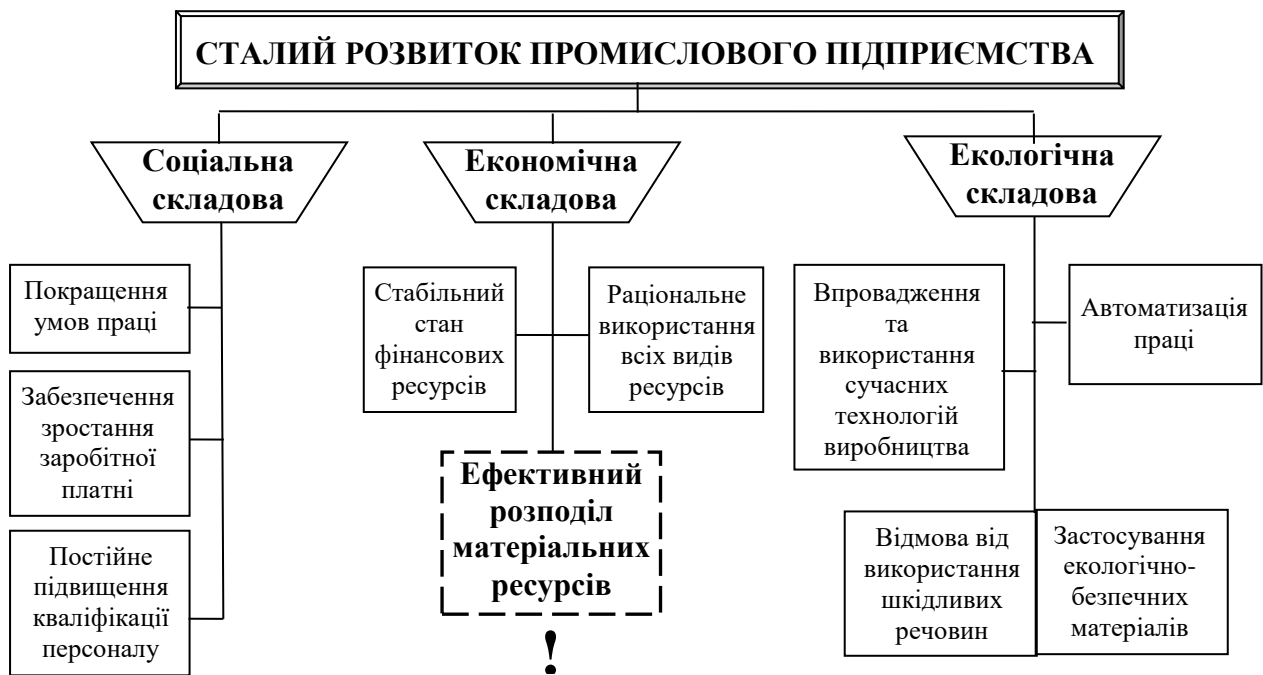 СТАЛИЙ РОЗВИТОК ПРОМИСЛОВОГО ПІДПРИЄМСТВА
Соціальна
складова
Економічна
складова
Екологічна
складова
Покращення
умов праці
Забезпечення
зростання
заробітної
платні
Постійне
підвищення
кваліфікації
персоналу
Стабільний
стан
фінансових
ресурсів
Раціональне
використання
всіх видів
ресурсів
Ефективний
розподіл
матеріальних
ресурсів
!
Впровадження
та
використання
сучасних
технологій
виробництва
Автоматизація
праці
Відмова від
використання
шкідливих
речовин
Застосування
екологічно-
безпечних
матеріалів